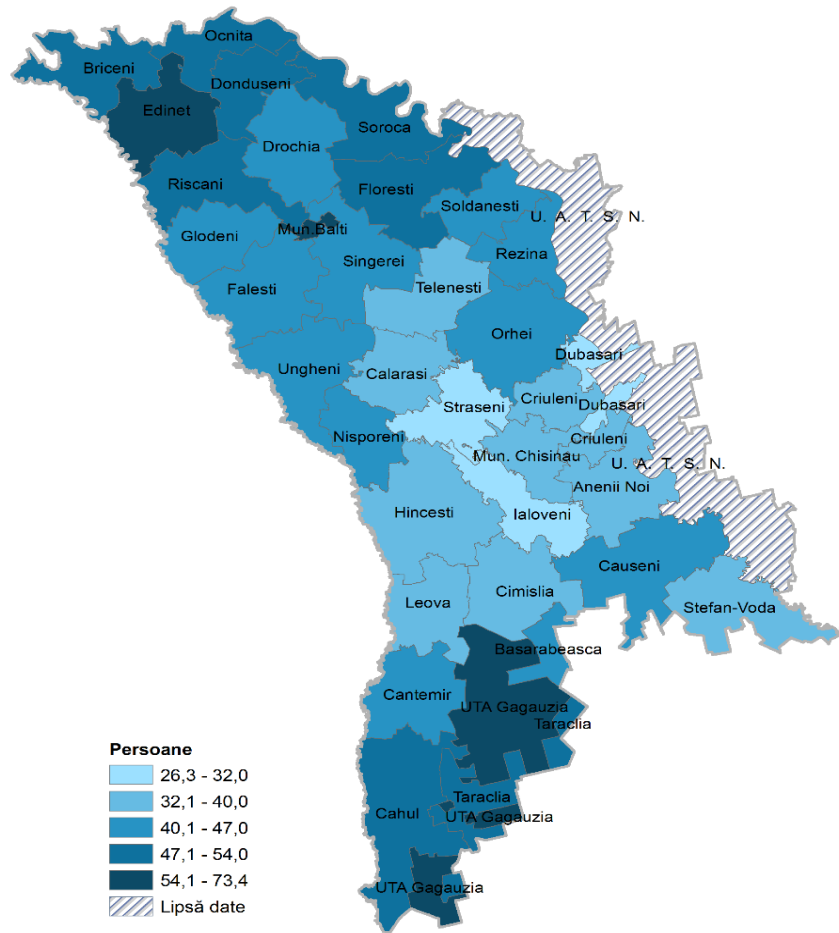 Ocnita
Briceni
Donduseni
Edinet
Soroca
Drochia
Riscani
Floresti
Soldanesti
U. A. T. S. N.
Mun.Balti
Glodeni
Rezina
Singerei
Falesti
Telenesti
Orhei
Dubasari
Ungheni
Calarasi
Criuleni
Straseni
Dubasari
Nisporeni
Criuleni
Mun. Chisinau
U. A. T. S. N.
Anenii Noi
Hincesti
Ialoveni
Causeni
Cimislia
Leova
Stefan-Voda
Basarabeasca
Cantemir
UTA Gagauzia
Taraclia
Taraclia
Cahul
UTA Gagauzia
UTA Gagauzia
Persoane
26,3 - 32,0
32,1 - 40,0
40,1 - 47,0
47,1 - 54,0
54,1 - 73,4
Lipsă date